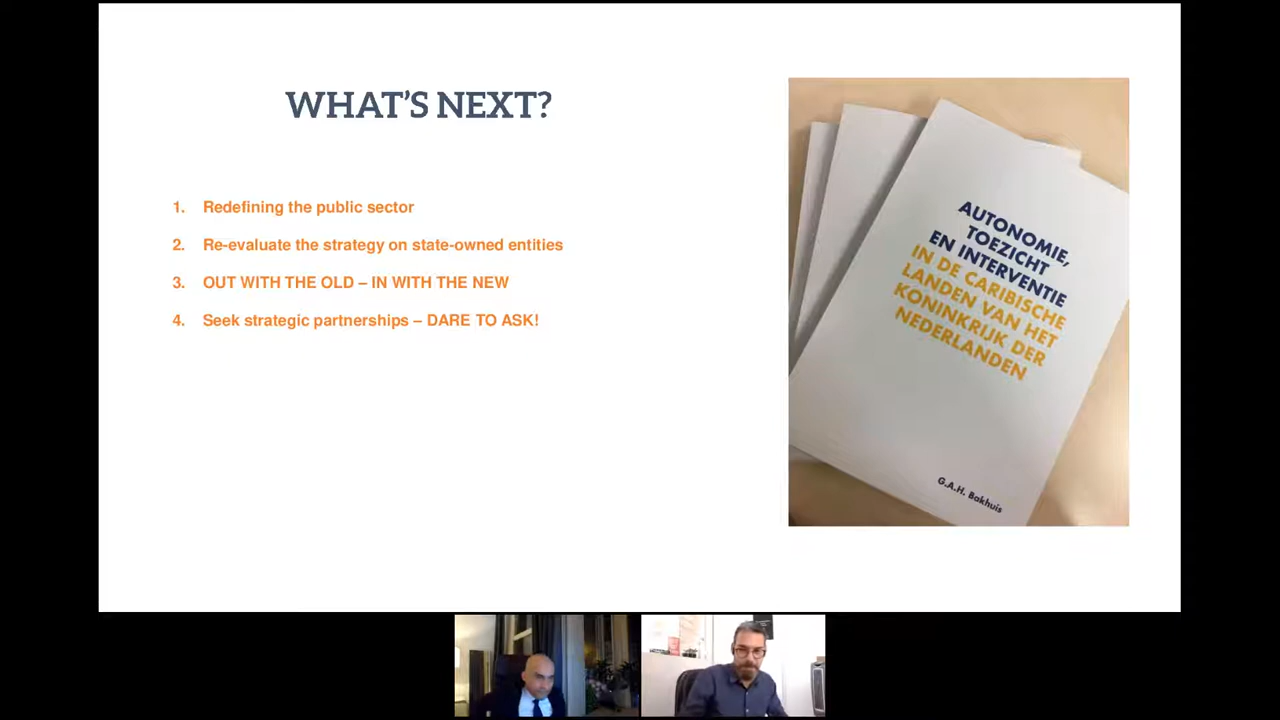 WHAT'S NEXT?
1. Redefining the public sector
2. Re-evaluate the strategy on state-owned entities
3. OUT WITH THE OLD – IN WITH THE NEW
4. Seek strategic partnerships – DARE TO ASK!
AUTONOMIE,
TOEZICHT
EN INTERVENTIE
IN DE CARIBISCHE
LANDEN VAN HET
KONINKRIJK DER
NEDERLANDEN
G.A.H. Bakhuis